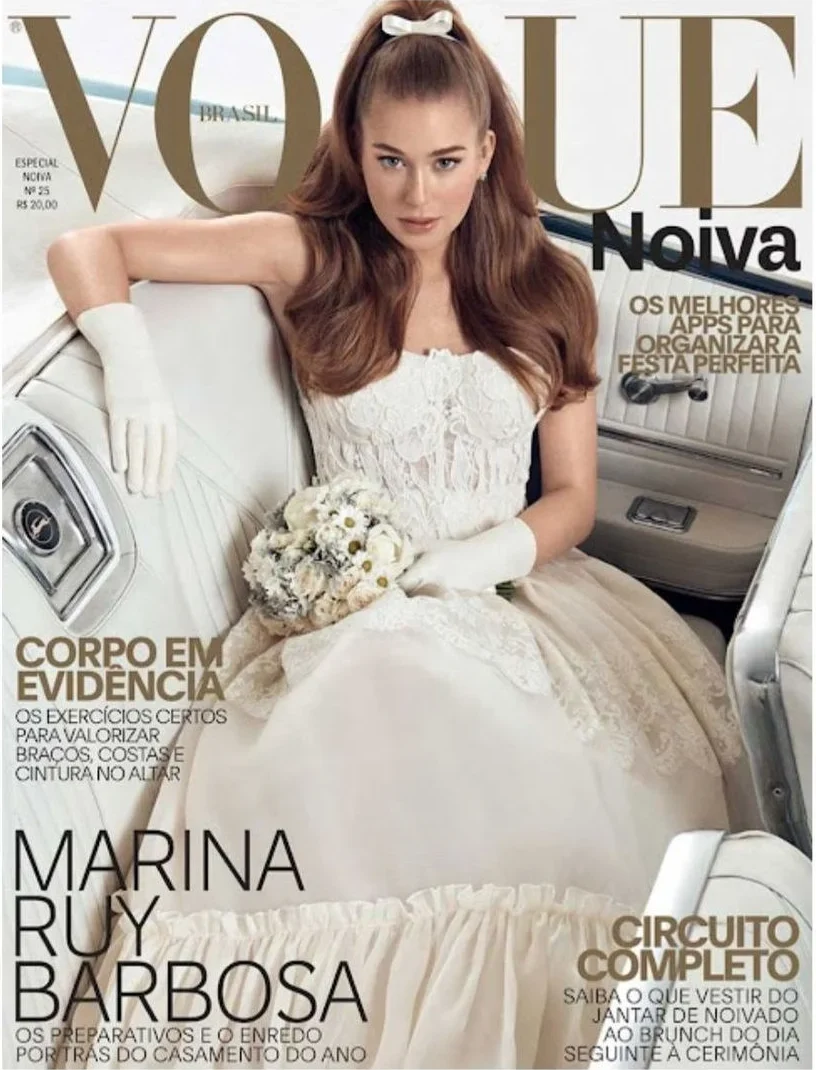 VOGUE
BRASIL
®
ESPECIAL
NOIVA
Nº 25
R$ 20,00
Noiva
OS MELHORES
APPS PARA
ORGANIZAR A
FESTA PERFEITA
CORPO EM
EVIDÊNCIA
OS EXERCÍCIOS CERTOS
PARA VALORIZAR
BRAÇOS, COSTAS E
CINTURA NO ALTAR
MARINA
RUY
BARBOSA
OS PREPARATIVOS E O ENREDO
POR TRÁS DO CASAMENTO DO ANO
CIRCUITO
COMPLETO
SAIBA O QUE VESTIR DO
JANTAR DE NOIVADO
AO BRUNCH DO DIA
SEGUINTE À CERIMÔNIA